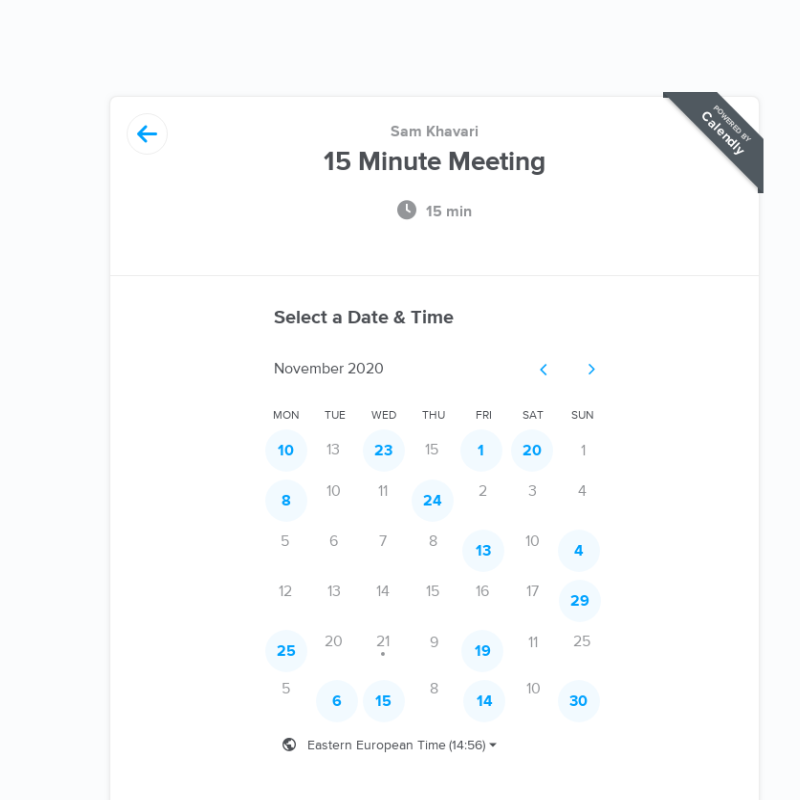 POWERED BY
Calendly
Sam Khavari
15 Minute Meeting
15 min
Select a Date & Time
November 2020
MON TUE WED THU FRI SAT SUN
10 13 23 15 1 20 1
8 10 11 24 2 3 4
5 6 7 8 13 10 4
12 13 14 15 16 17 29
25 20 21 9 19 11 25
5 6 15 8 14 10 30
Eastern European Time (14:56)